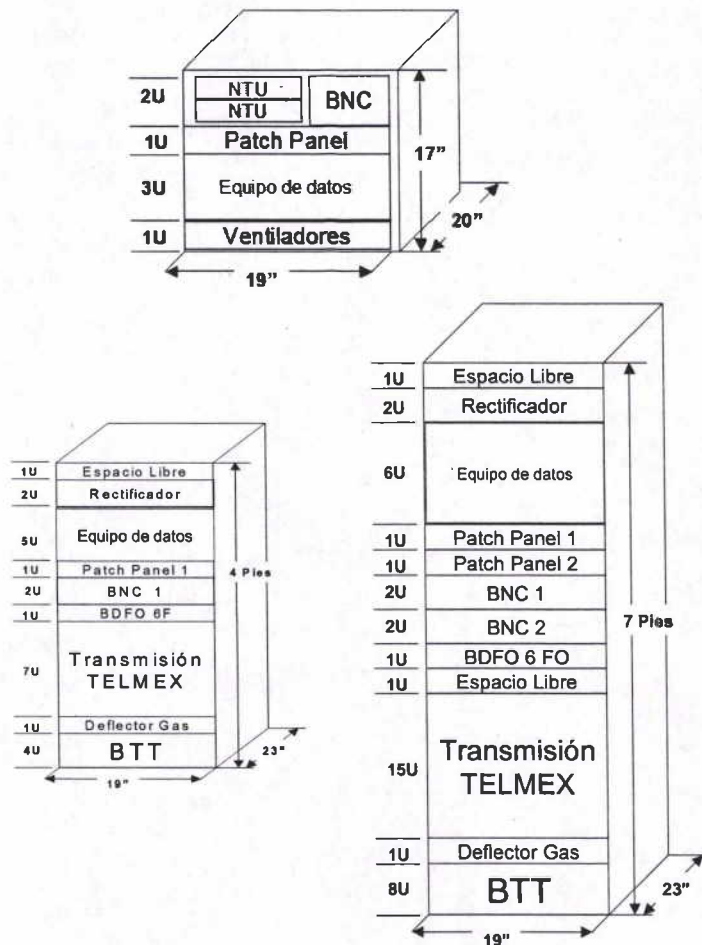 2U NTU BNC
NTU
1U Patch Panel
3U Equipo de datos
1U Ventiladores
17"
20"
19"
1U Espacio Libre
2U Rectificador
5U Equipo de datos
1U Patch Panel 1
2U BNC 1
1U BDFO 6F
7U Transmisión
TELMEX
1U Deflector Gas
4U BTT
4 Pies
23"
19"
1U Espacio Libre
2U Rectificador
6U Equipo de datos
1U Patch Panel 1
1U Patch Panel 2
2U BNC 1
2U BNC 2
1U BDFO 6 FO
1U Espacio Libre
15U Transmisión
TELMEX
1U Deflector Gas
8U BTT
7 Pies
23"
19"